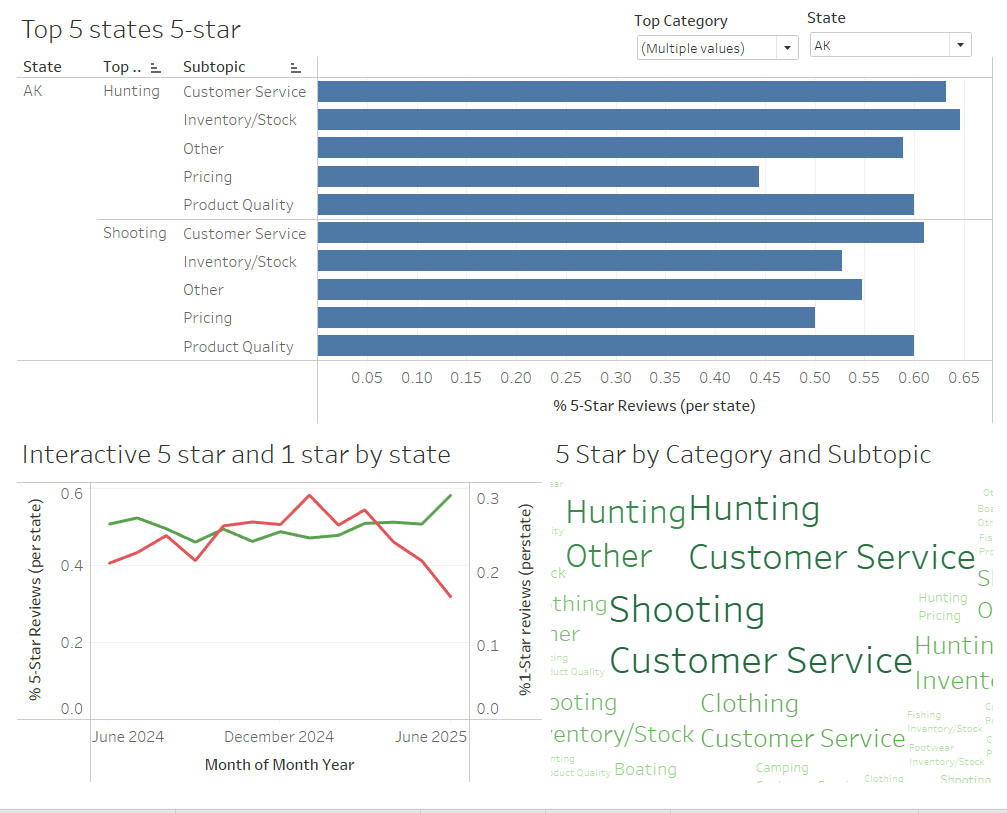 Top 5 states 5-star
Top Category
State
(Multiple values)
AK
State Top .. Subtopic
AK Hunting Customer Service
Inventory/Stock
Other
Pricing
Product Quality
Shooting Customer Service
Inventory/Stock
Other
Pricing
Product Quality
0.05 0.10 0.15 0.20 0.25 0.30 0.35 0.40 0.45 0.50 0.55 0.60 0.65
% 5-Star Reviews (per state)
Interactive 5 star and 1 star by state
% 5-Star Reviews (per state)
0.6
0.4
0.2
0.0
0.3
0.2
0.1
0.0
%1-Star reviews (perstate)
June 2024 December 2024 June 2025
Month of Month Year
5 Star by Category and Subtopic
Hunting
Other
Hunting
Customer Service
thing
ner
Shooting
Customer Service
Hunting
Pricing
Huntin
Invent
ooting
entory/Stock
Clothing
Customer Service
Fishing
Inventory/Stock
Footwear
Inventory/Stock
duct Quality
nting
oduct Quality
Boating
Camping
Clothing
Shooting